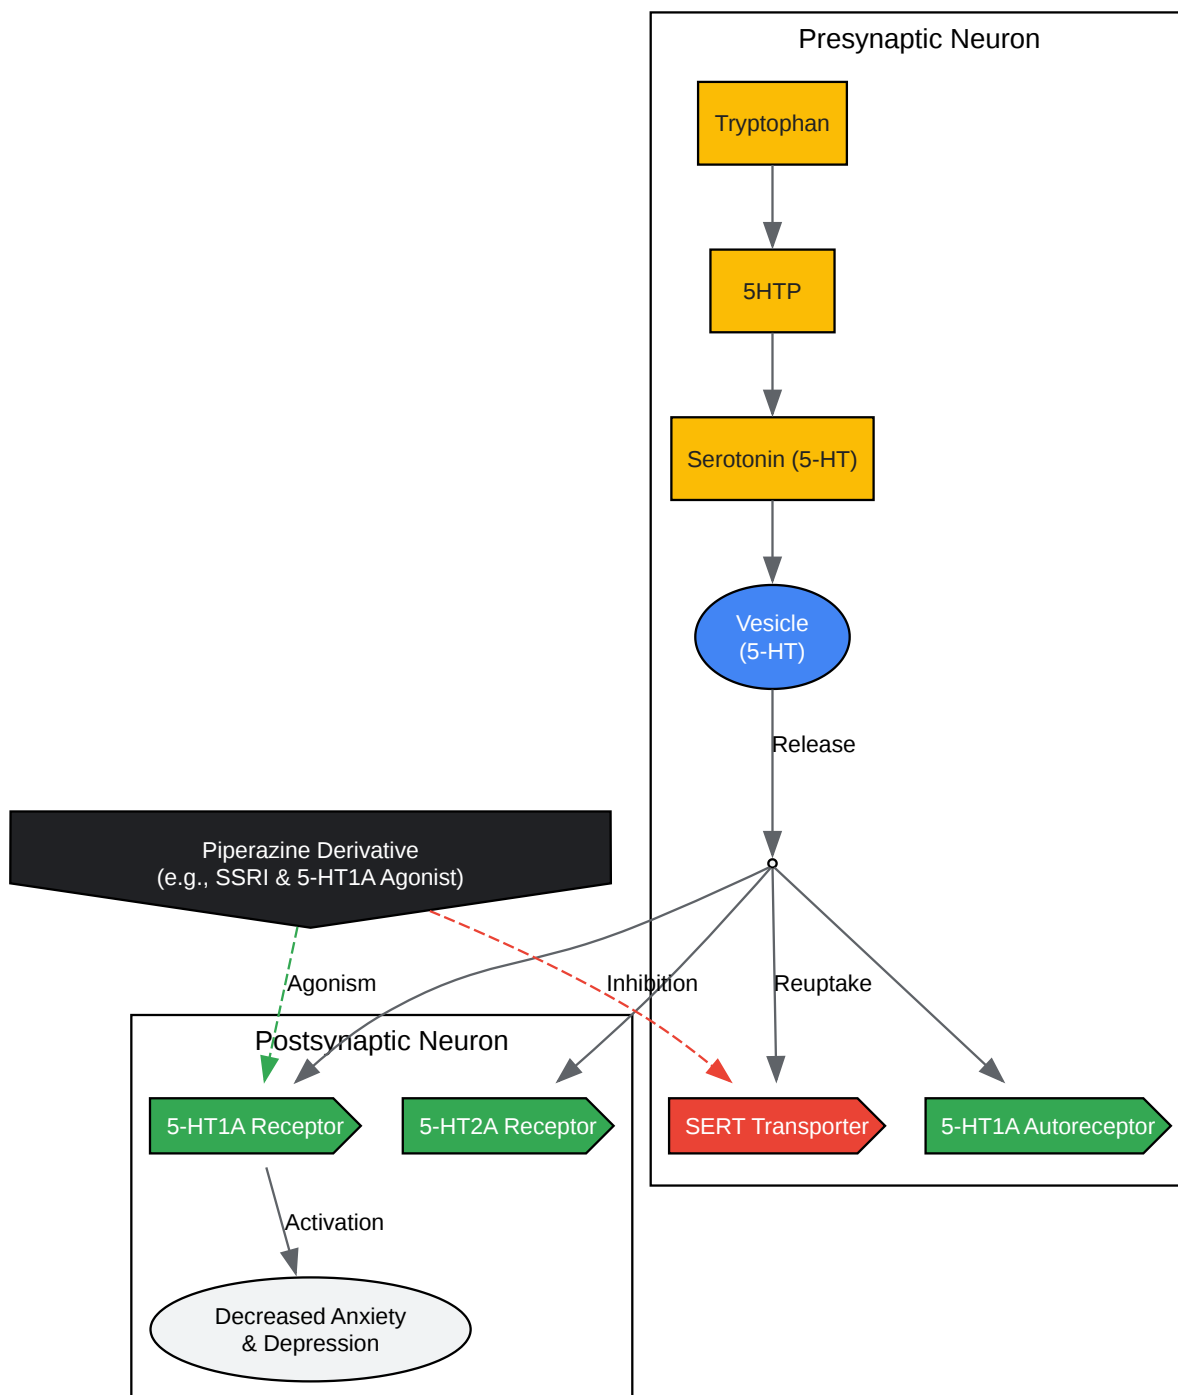 Presynaptic Neuron
Tryptophan
5HTP
Serotonin (5-HT)
Vesicle
(5-HT)
Release
Piperazine Derivative
(e.g., SSRI & 5-HT1A Agonist)
Agonism
Inhibition
Reuptake
Postsynaptic Neuron
5-HT1A Receptor
5-HT2A Receptor
SERT Transporter
5-HT1A Autoreceptor
Activation
Decreased Anxiety
& Depression